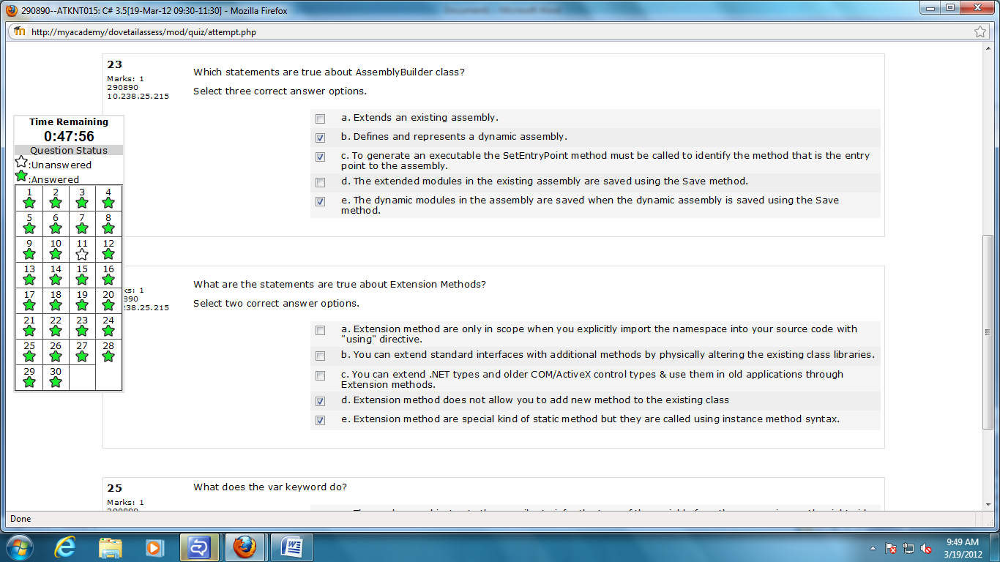 290890--ATKNT015: C# 3.5[19-Mar-12 09:30-11:30] - Mozilla Firefox
http://myacademy/dovetailassess/mod/quiz/attempt.php
23
Marks: 1
290890
10.238.25.215
Which statements are true about AssemblyBuilder class?
Select three correct answer options.
a. Extends an existing assembly.
b. Defines and represents a dynamic assembly.
c. To generate an executable the SetEntryPoint method must be called to identify the method that is the entry
point to the assembly.
d. The extended modules in the existing assembly are saved using the Save method.
e. The dynamic modules in the assembly are saved when the dynamic assembly is saved using the Save
method.
Time Remaining
0:47:56
Question Status
:Unanswered
:Answered
1 2 3 4
5 6 7 8
9 10 11 12
13 14 15 16
17 18 19 20
21 22 23 24
25 26 27 28
29 30
ks: 1
890
238.25.215
What are the statements are true about Extension Methods?
Select two correct answer options.
a. Extension method are only in scope when you explicitly import the namespace into your source code with
"using" directive.
b. You can extend standard interfaces with additional methods by physically altering the existing class libraries.
c. You can extend .NET types and older COM/ActiveX control types & use them in old applications through
Extension methods.
d. Extension method does not allow you to add new method to the existing class
e. Extension method are special kind of static method but they are called using instance method syntax.
25
Marks: 1
What does the var keyword do?
Done
9:49 AM
3/19/2012